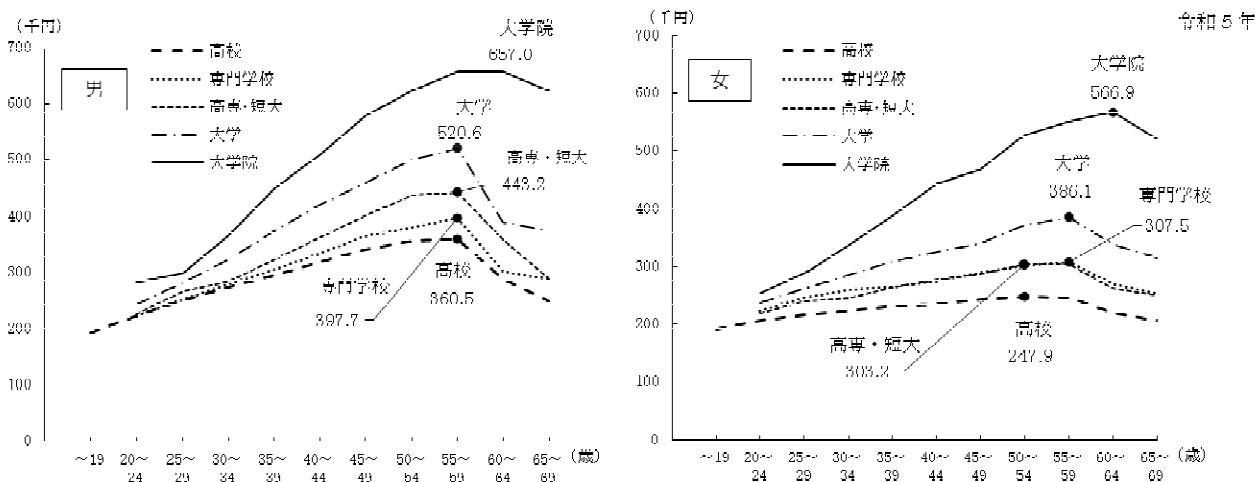 (千円)
700
600
500
400
300
200
100
0
男
高校
専門学校
高専・短大
大学
大学院
大学院
657.0
大学
520.6
高専・短大
443.2
専門学校
397.7
高校
360.5
～19 20～24 25～29 30～34 35～39 40～44 45～49 50～54 55～59 60～64 65～69 (歳)
令和5年
(千円)
700
600
500
400
300
200
100
0
女
高校
専門学校
高専・短大
大学
大学院
大学院
566.9
大学
386.1
専門学校
307.5
高専・短大
303.2
高校
247.9
～19 20～24 25～29 30～34 35～39 40～44 45～49 50～54 55～59 60～64 65～69 (歳)